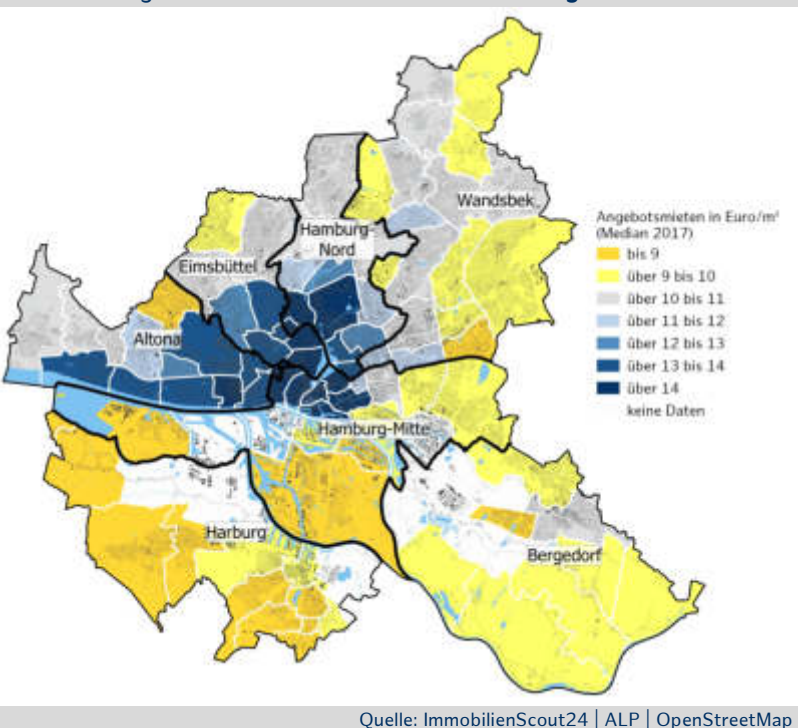 Wandsbek
Hamburg-
Nord
Eimsbüttel
Altona
Hamburg-Mitte
Harburg
Bergedorf
Angebotsmieten in Euro/m²
(Median 2017)
bis 9
über 9 bis 10
über 10 bis 11
über 11 bis 12
über 12 bis 13
über 13 bis 14
über 14
keine Daten
Quelle: ImmobilienScout24 | ALP | OpenStreetMap